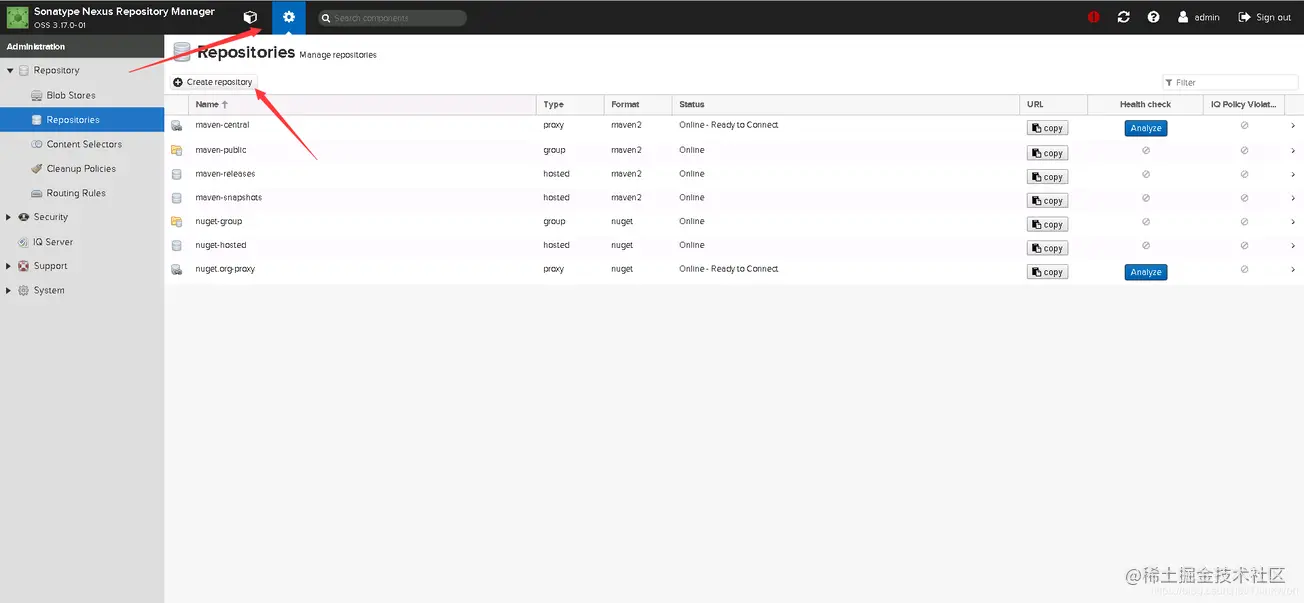 Sonatype Nexus Repository Manager
OSS 3.17.0-01
Search components
admin
Sign out
Administration
Repository
Blob Stores
Repositories
Content Selectors
Cleanup Policies
Routing Rules
Security
IQ Server
Support
System
Repositories Manage repositories
Create repository
Filter
Name Type Format Status URL Health check IQ Policy Violat...
maven-central proxy maven2 Online - Ready to Connect copy Analyze
maven-public group maven2 Online copy
maven-releases hosted maven2 Online copy
maven-snapshots hosted maven2 Online copy
nuget-group group nuget Online copy
nuget-hosted hosted nuget Online copy
nuget.org-proxy proxy nuget Online - Ready to Connect copy Analyze
@稀土掘金技术社区